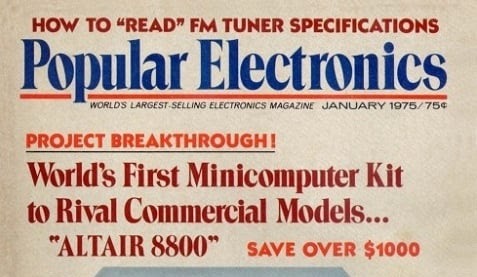 HOW TO "READ" FM TUNER SPECIFICATIONS
Popular Electronics
WORLD'S LARGEST-SELLING ELECTRONICS MAGAZINE JANUARY 1975/75¢
PROJECT BREAKTHROUGH!
World's First Minicomputer Kit
to Rival Commercial Models...
"ALTAIR 8800" SAVE OVER $1000